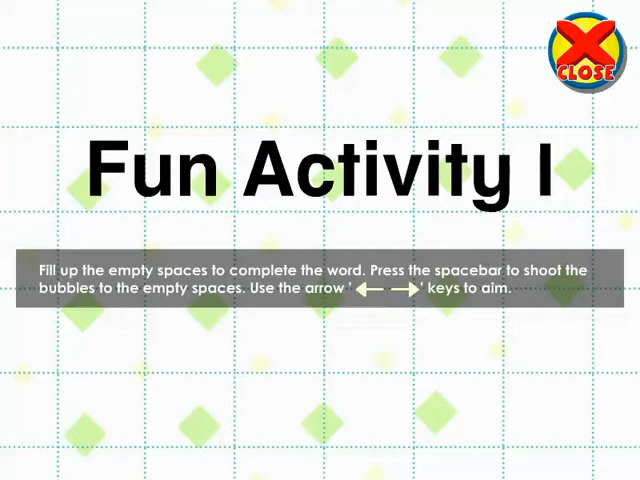 CLOSE
Fun Activity I
Fill up the empty spaces to complete the word. Press the spacebar to shoot the
bubbles to the empty spaces. Use the arrow ' ← → ' keys to aim.